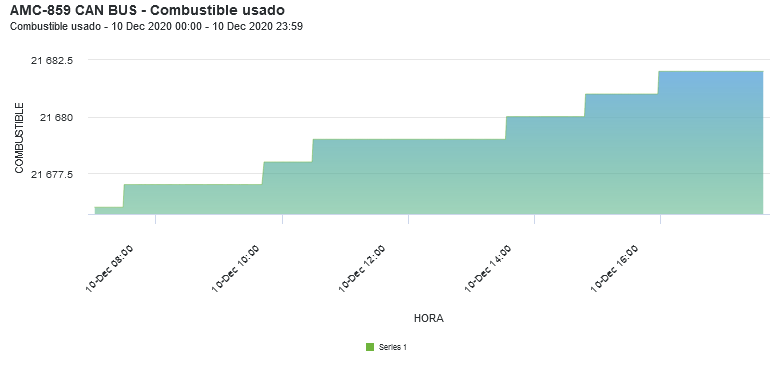 AMC-859 CAN BUS - Combustible usado
Combustible usado - 10 Dec 2020 00:00 - 10 Dec 2020 23:59
COMBUSTIBLE
21 682.5
21 680
21 677.5
10-Dec 08:00
10-Dec 10:00
10-Dec 12:00
10-Dec 14:00
10-Dec 16:00
HORA
Series 1